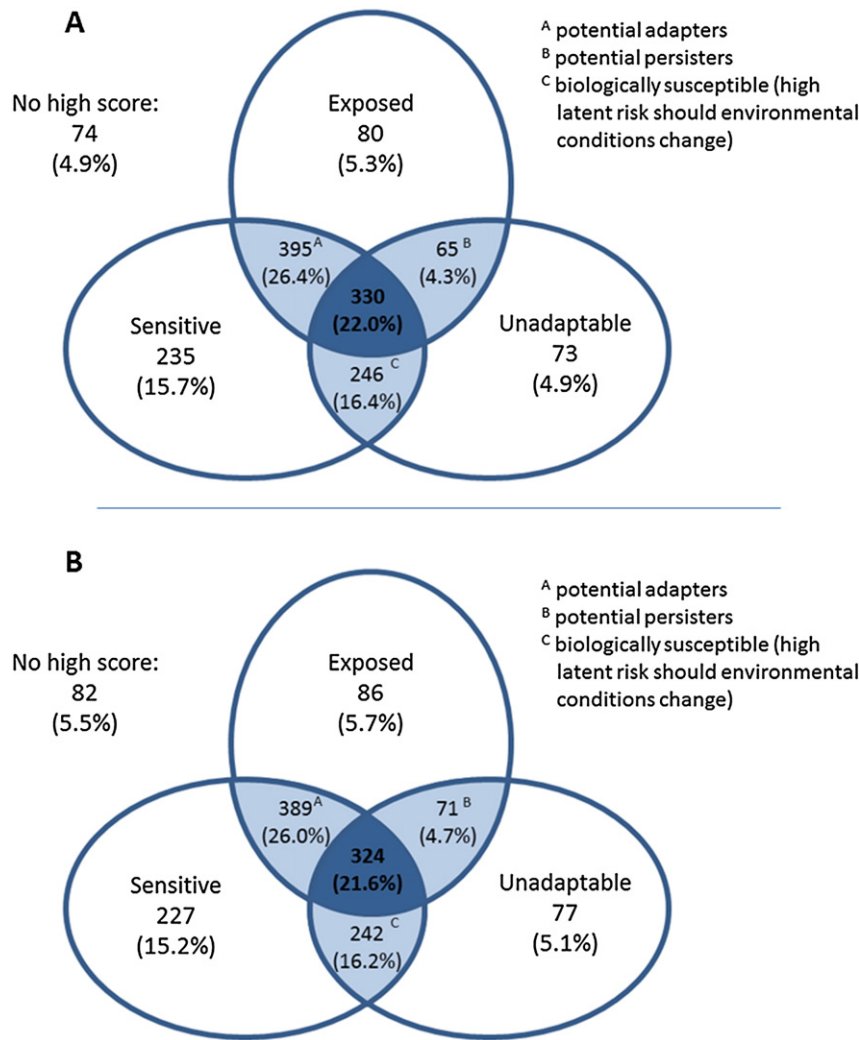 A
A potential adapters
B potential persisters
C biologically susceptible (high
latent risk should environmental
conditions change)
No high score:
74
(4.9%)
Exposed
80
(5.3%)
395 A
(26.4%)
65 B
(4.3%)
330
(22.0%)
Sensitive
235
(15.7%)
Unadaptable
73
(4.9%)
246 C
(16.4%)
B
A potential adapters
B potential persisters
C biologically susceptible (high
latent risk should environmental
conditions change)
No high score:
82
(5.5%)
Exposed
86
(5.7%)
389 A
(26.0%)
71 B
(4.7%)
324
(21.6%)
Sensitive
227
(15.2%)
Unadaptable
77
(5.1%)
242 C
(16.2%)